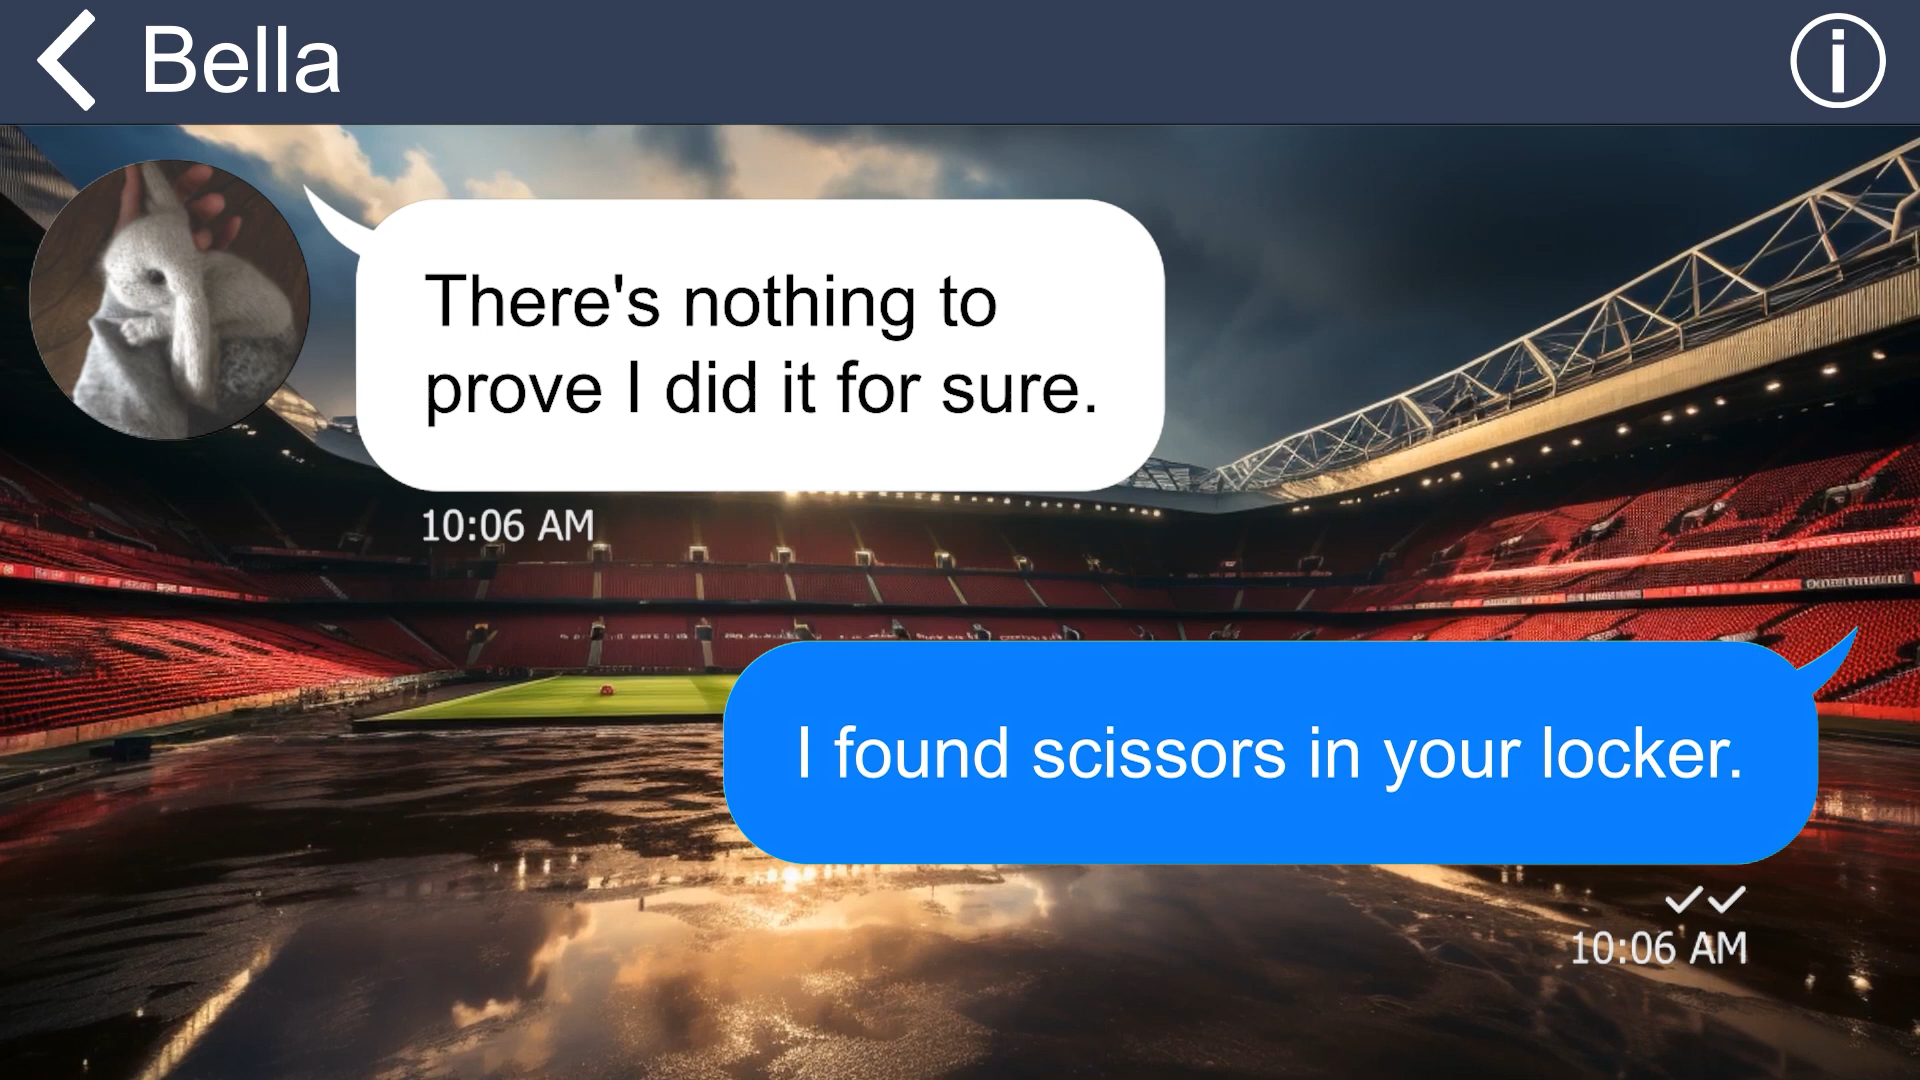 Bella
There's nothing to
prove I did it for sure.
10:06 AM
I found scissors in your locker.
10:06 AM